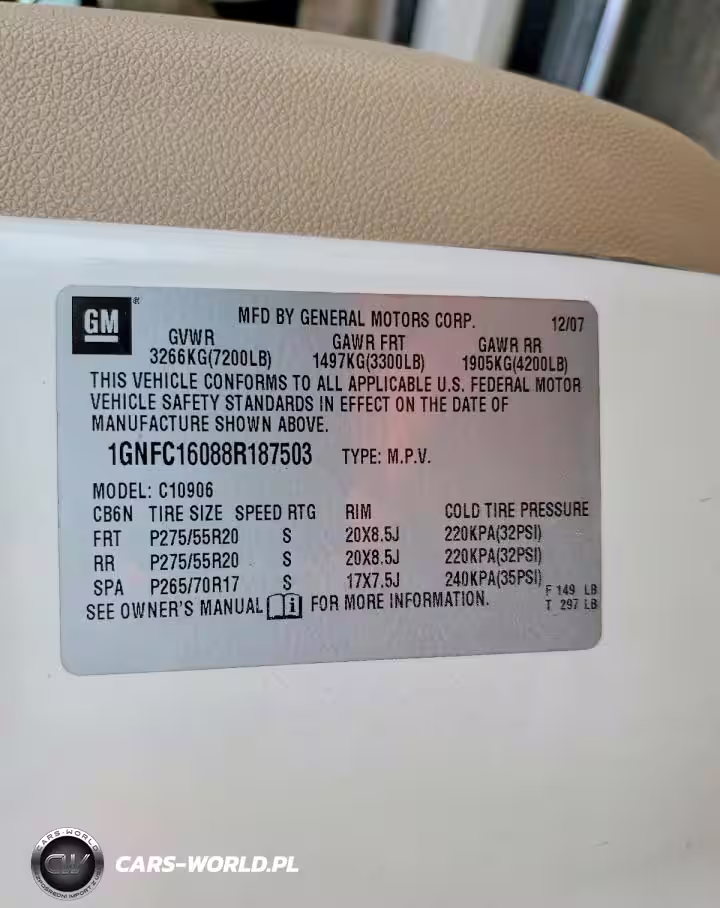 GM
MFD BY GENERAL MOTORS CORP. 12/07
GVWR GAWR FRT GAWR RR
3266KG(7200LB) 1497KG(3300LB) 1905KG(4200LB)
THIS VEHICLE CONFORMS TO ALL APPLICABLE U.S. FEDERAL MOTOR
VEHICLE SAFETY STANDARDS IN EFFECT ON THE DATE OF
MANUFACTURE SHOWN ABOVE.
1GNFC16088R187503 TYPE: M.P.V.
MODEL: C10906
CB6N TIRE SIZE SPEED RTG RIM COLD TIRE PRESSURE
FRT P275/55R20 S 20X8.5J 220KPA(32PSI)
RR P275/55R20 S 20X8.5J 220KPA(32PSI)
SPA P265/70R17 S 17X7.5J 240KPA(35PSI)
F 149 LB
SEE OWNER'S MANUAL i FOR MORE INFORMATION.
T 297 LB
CARS-WORLD
CW
CARS-WORLD.PL